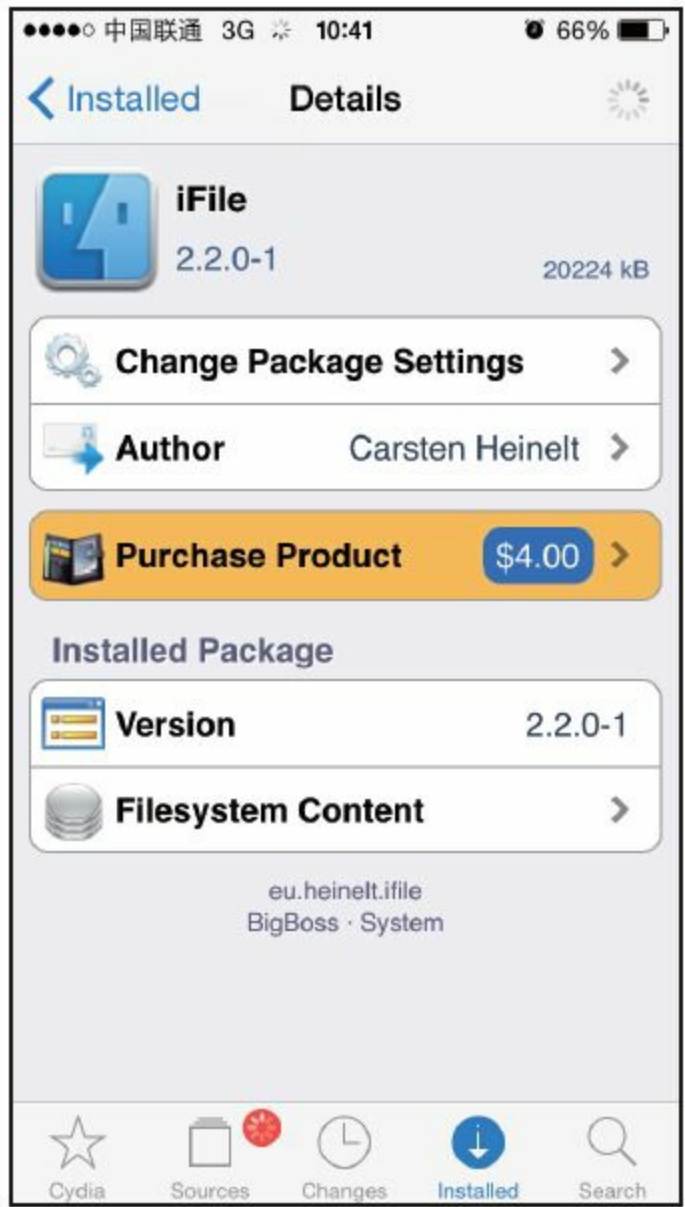 中国联通 3G 10:41 66%
Installed Details
iFile
2.2.0-1 20224 kB
Change Package Settings
Author Carsten Heinelt
Purchase Product $4.00
Installed Package
Version 2.2.0-1
Filesystem Content
eu.heinelt.ifile
BigBoss · System
Cydia Sources Changes Installed Search